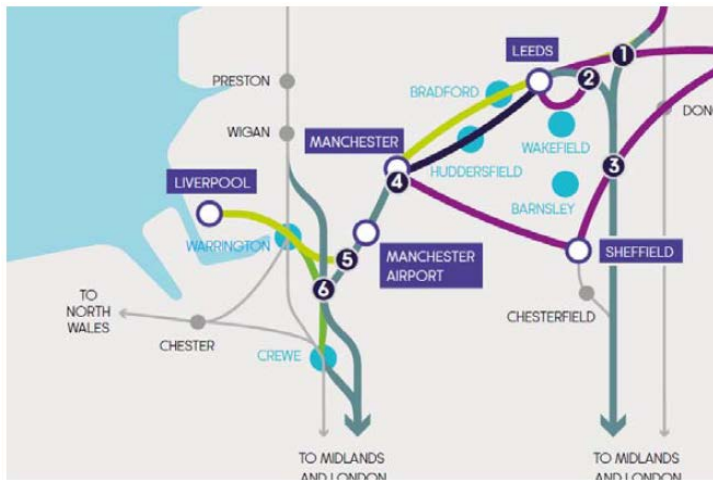 LEEDS
1
2
PRESTON
BRADFORD
WIGAN
MANCHESTER
WAKEFIELD
HUDDERSFIELD
3
4
LIVERPOOL
BARNSLEY
WARRINGTON
5
MANCHESTER
AIRPORT
SHEFFIELD
6
TO
NORTH
WALES
CHESTER
CHESTERFIELD
CREWE
TO MIDLANDS
AND LONDON
TO MIDLANDS
AND LONDON